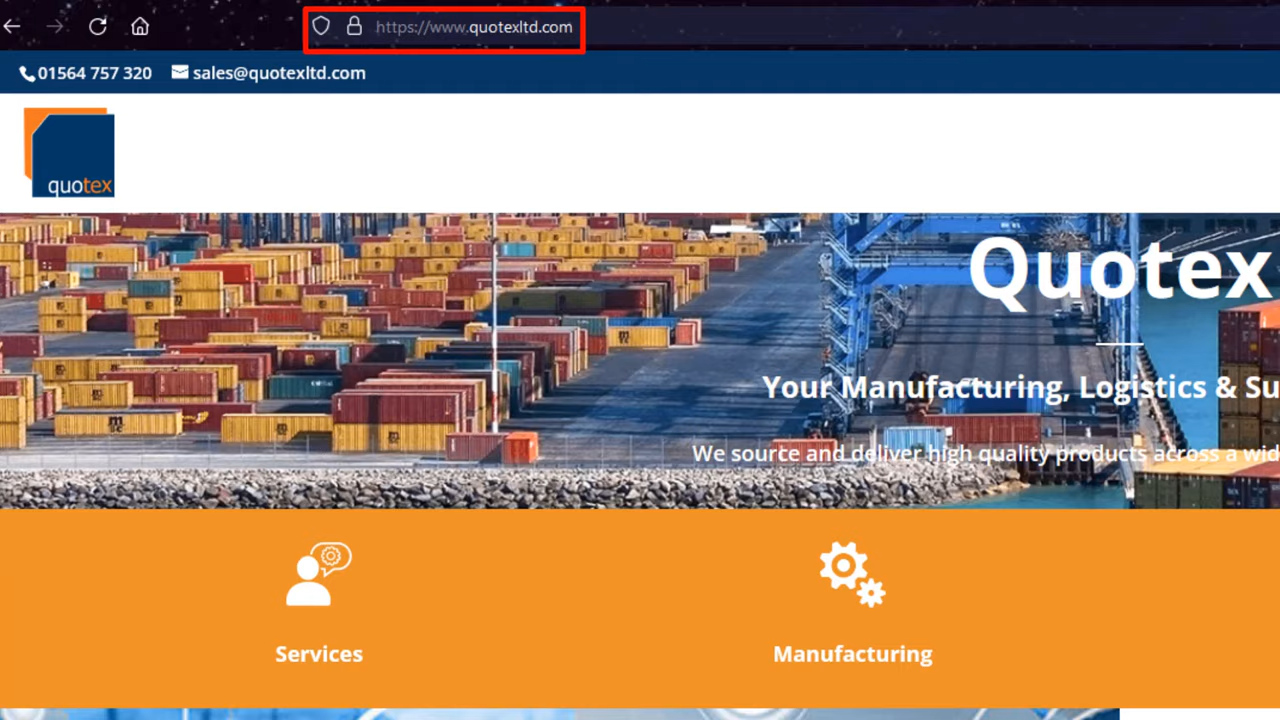 https://www.quotexltd.com
01564 757 320 sales@quotexltd.com
quotex
Quotex
Your Manufacturing, Logistics & Su
We source and deliver high quality products across a wid
Services
Manufacturing